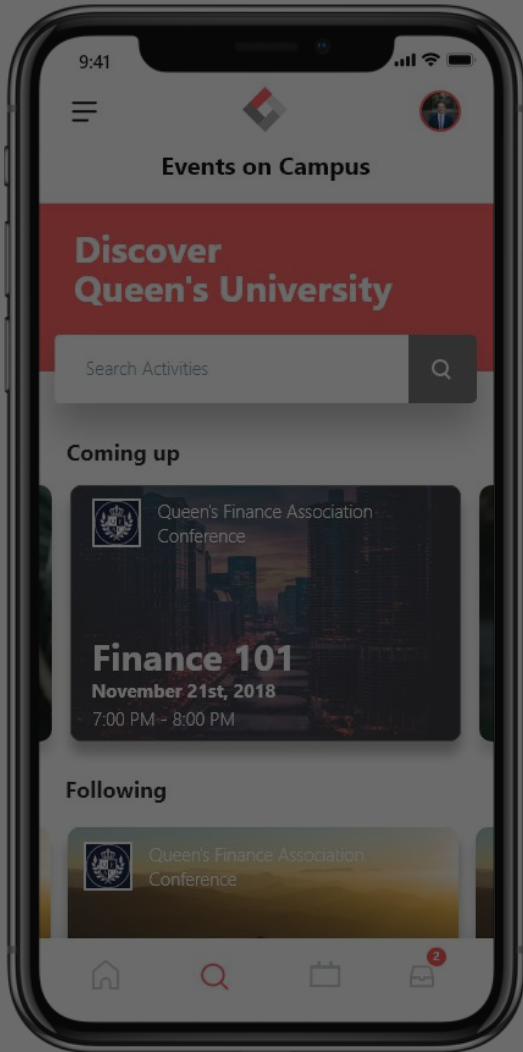 9:41
Events on Campus
Discover
Queen's University
Search Activities
Coming up
Queen's Finance Association
Conference
Finance 101
November 21st, 2018
7:00 PM - 8:00 PM
Following
Queen's Finance Association
Conference
2